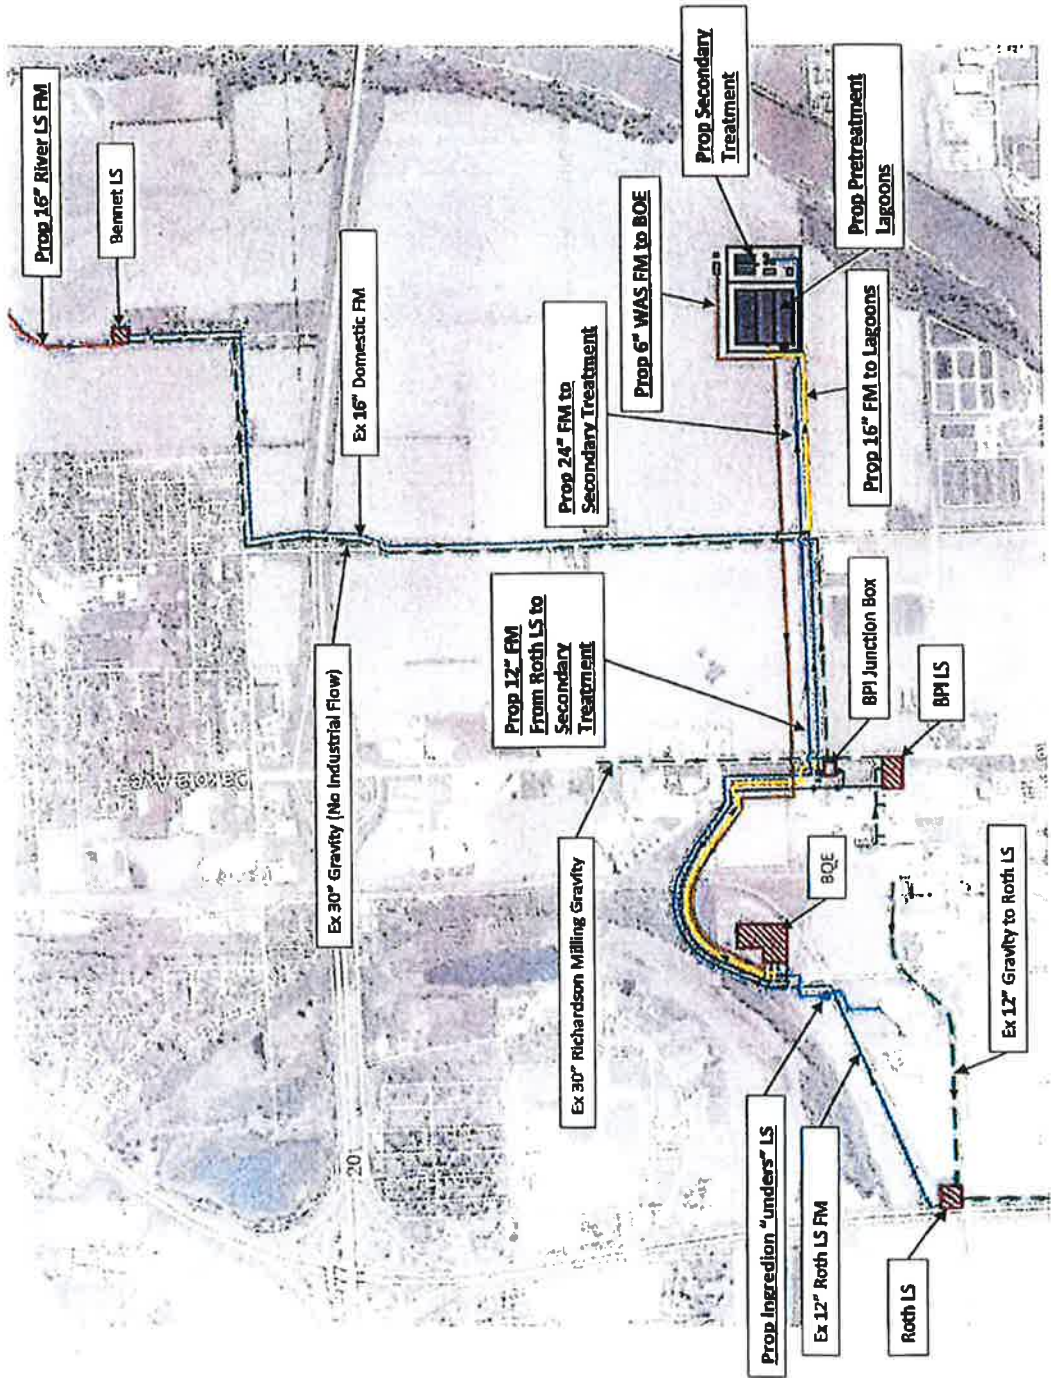 Prop 16" River LS FM
Bennet LS
Dakota Ave
Ex 30" Gravity (No Industrial Flow)
20
Ex 16" Domestic FM
Prop 12" FM
From Roth LS to
Secondary
Treatment
Prop 24" FM to
Secondary Treatment
Ex 30" Richardson Milling Gravity
Prop 6" WAS FM to BOE
Prop Secondary
Treatment
Prop Ingredion "unders" LS
Ex 12" Roth LS FM
BOE
BPI Junction Box
Prop 16" FM to Lagoons
Prop Pretreatment
Lagoons
Roth LS
BPI LS
Ex 12" Gravity to Roth LS